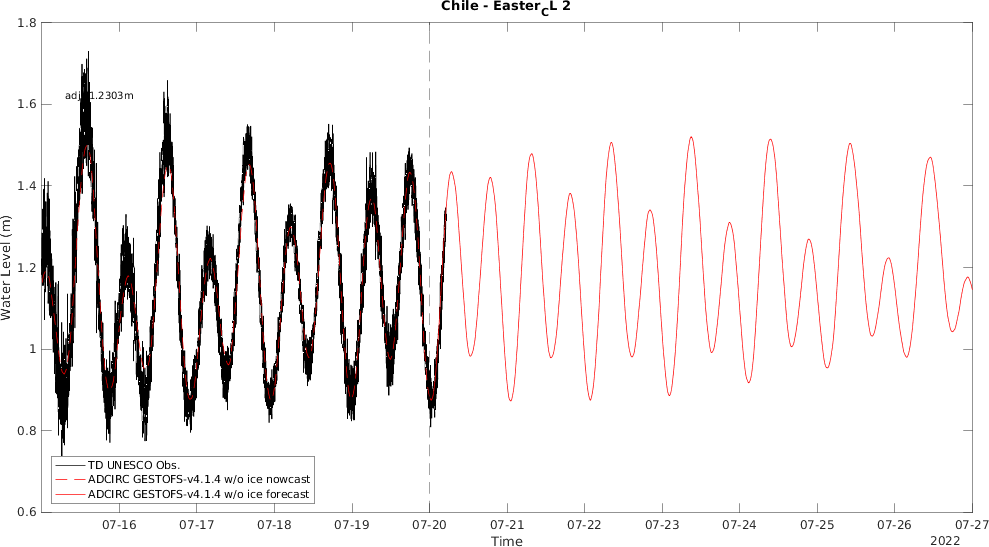 Chile - Easter_CL 2
1.8
1.6
1.4
1.2
1
0.8
0.6
Water Level (m)
1.2303m
TD UNESCO Obs.
ADCIRC GESTOFS-v4.1.4 w/o ice nowcast
ADCIRC GESTOFS-v4.1.4 w/o ice forecast
07-16 07-17 07-18 07-19 07-20 07-21 07-22 07-23 07-24 07-25 07-26 07-27
Time
2022